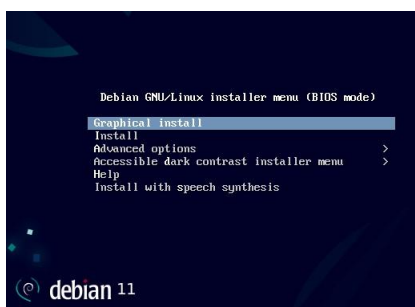 Debian GNU/Linux installer menu (BIOS mode)
Graphical install
Install
Advanced options >
Accessible dark contrast installer menu >
Help
Install with speech synthesis
debian 11